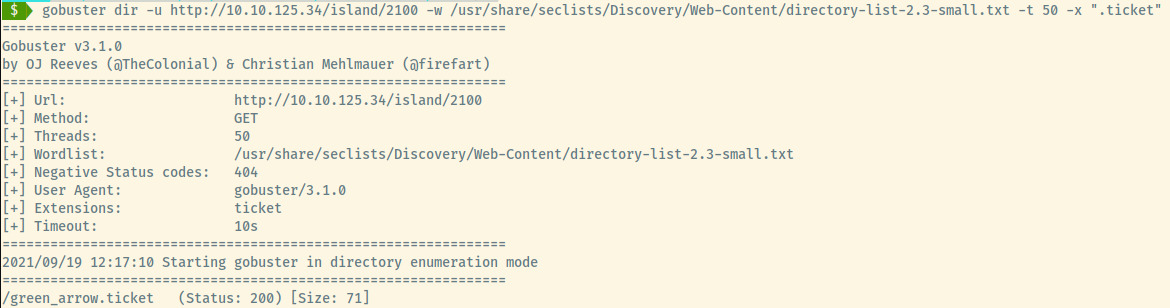 $ gobuster dir -u http://10.10.125.34/island/2100 -w /usr/share/seclists/Discovery/Web-Content/directory-list-2.3-small.txt -t 50 -x ".ticket"
===============================================================
Gobuster v3.1.0
by OJ Reeves (@TheColonial) & Christian Mehlmauer (@firefart)
===============================================================
[+] Url:                     http://10.10.125.34/island/2100
[+] Method:                  GET
[+] Threads:                 50
[+] Wordlist:                /usr/share/seclists/Discovery/Web-Content/directory-list-2.3-small.txt
[+] Negative Status codes:   404
[+] User Agent:              gobuster/3.1.0
[+] Extensions:              ticket
[+] Timeout:                 10s
===============================================================
2021/09/19 12:17:10 Starting gobuster in directory enumeration mode
===============================================================
/green_arrow.ticket   (Status: 200) [Size: 71]